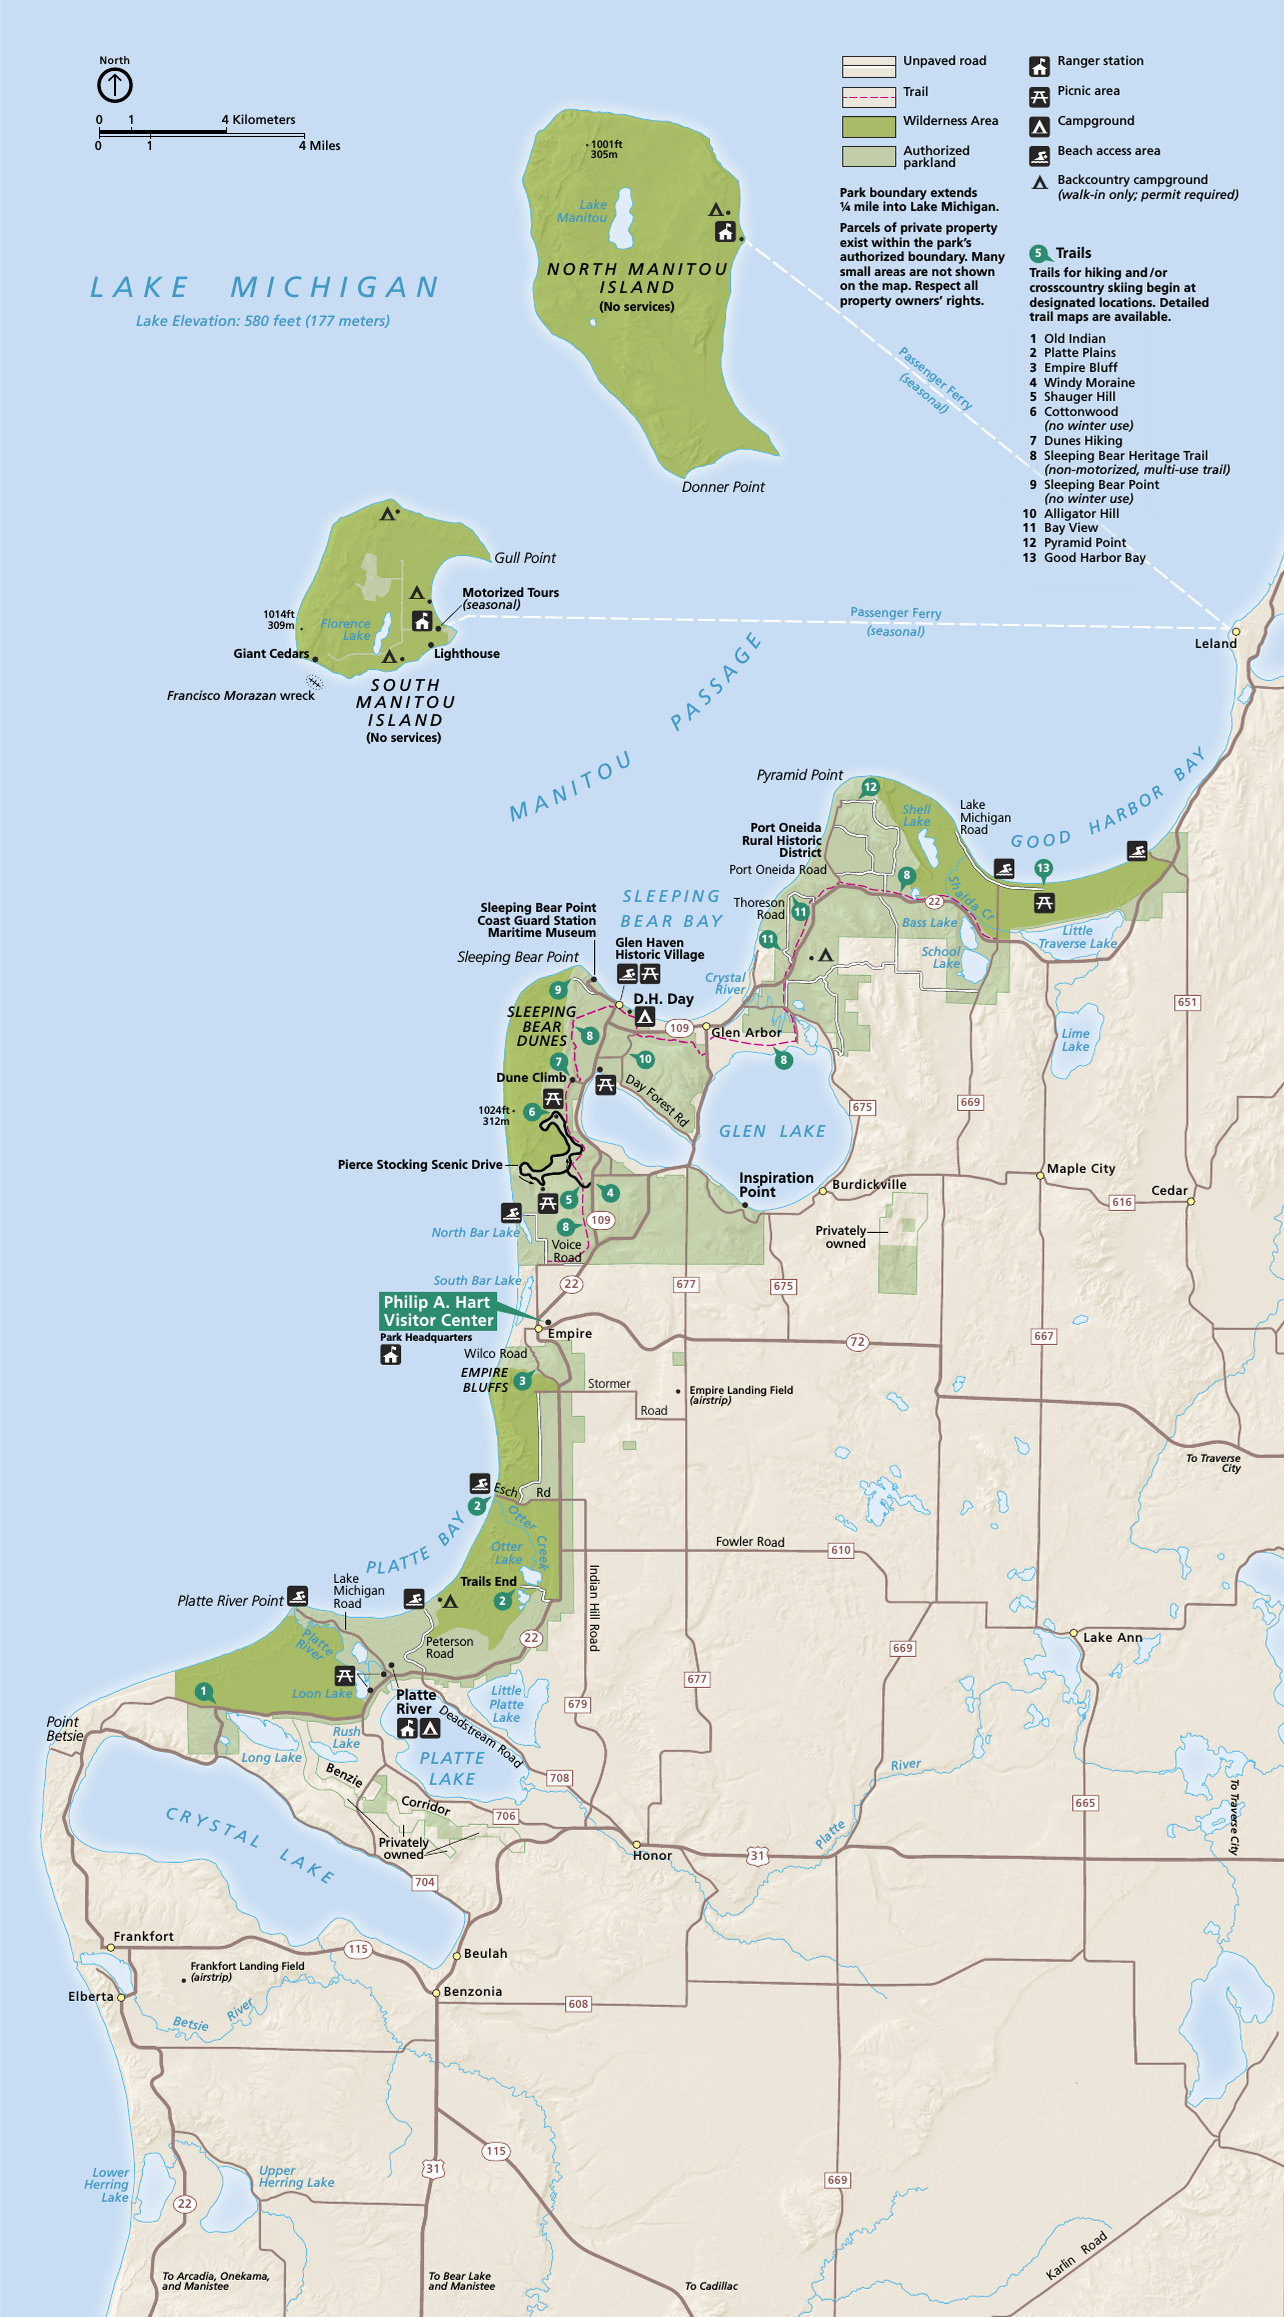 North
0 1 4 Kilometers
0 1 4 Miles
Unpaved road
Trail
Wilderness Area
Authorized
parkland
Ranger station
Picnic area
Campground
Beach access area
Backcountry campground
(walk-in only; permit required)
Park boundary extends
¼ mile into Lake Michigan.
Parcels of private property
exist within the park's
authorized boundary. Many
small areas are not shown
on the map. Respect all
property owners' rights.
5 Trails
Trails for hiking and/or
crosscountry skiing begin at
designated locations. Detailed
trail maps are available.
1 Old Indian
2 Platte Plains
3 Empire Bluff
4 Windy Moraine
5 Shauger Hill
6 Cottonwood
(no winter use)
7 Dunes Hiking
8 Sleeping Bear Heritage Trail
(non-motorized, multi-use trail)
9 Sleeping Bear Point
(no winter use)
10 Alligator Hill
11 Bay View
12 Pyramid Point
13 Good Harbor Bay
1001ft
305m
Lake
Manitou
NORTH MANITOU
ISLAND
(No services)
LAKE MICHIGAN
Lake Elevation: 580 feet (177 meters)
Passenger Ferry
(seasonal)
Donner Point
Gull Point
Motorized Tours
(seasonal)
1014ft
309m
Florence
Lake
Giant Cedars
Lighthouse
Francisco Morazan wreck
SOUTH
MANITOU
ISLAND
(No services)
Passenger Ferry
(seasonal)
Leland
MANITOU PASSAGE
Pyramid Point
12
Shell
Lake
Lake
Michigan
Road
GOOD HARBOR BAY
Port Oneida
Rural Historic
District
Port Oneida Road
8
13
Shalda Cr
22
Thoreson
Road
11
Bass Lake
Little
Traverse Lake
School
Lake
11
SLEEPING
BEAR BAY
Sleeping Bear Point
Coast Guard Station
Maritime Museum
Glen Haven
Historic Village
Sleeping Bear Point
Crystal
River
9
D.H. Day
SLEEPING
BEAR
DUNES
8
109
Glen Arbor
651
Lime
Lake
7
10
8
Dune Climb
Day Forest Rd
1024ft
312m
6
675
669
GLEN LAKE
Pierce Stocking Scenic Drive
Inspiration
Point
Burdickville
Maple City
Cedar
616
5
4
109
8
North Bar Lake
Voice
Road
Privately
owned
South Bar Lake
22
677
675
Philip A. Hart
Visitor Center
Park Headquarters
Empire
72
667
Wilco Road
EMPIRE
BLUFFS
3
Stormer
Road
Empire Landing Field
(airstrip)
To Traverse
City
Esch Rd
2
PLATTE BAY
Otter Creek
Otter
Lake
Fowler Road
610
Trails End
2
Indian Hill Road
Lake
Michigan
Road
Platte River Point
Platte
River
Peterson
Road
22
669
Lake Ann
1
Loon Lake
Platte
River
Little
Platte
Lake
677
679
Point
Betsie
Rush
Lake
Long Lake
Deadstream Road
PLATTE
LAKE
Benzie
Corridor
708
706
River
Platte
To Traverse City
665
CRYSTAL LAKE
Privately
owned
Honor
31
704
Frankfort
115
Beulah
Frankfort Landing Field
(airstrip)
Elberta
Benzonia
608
Betsie River
115
31
669
Lower
Herring
Lake
Upper
Herring Lake
22
Karlin Road
To Arcadia, Onekama,
and Manistee
To Bear Lake
and Manistee
To Cadillac